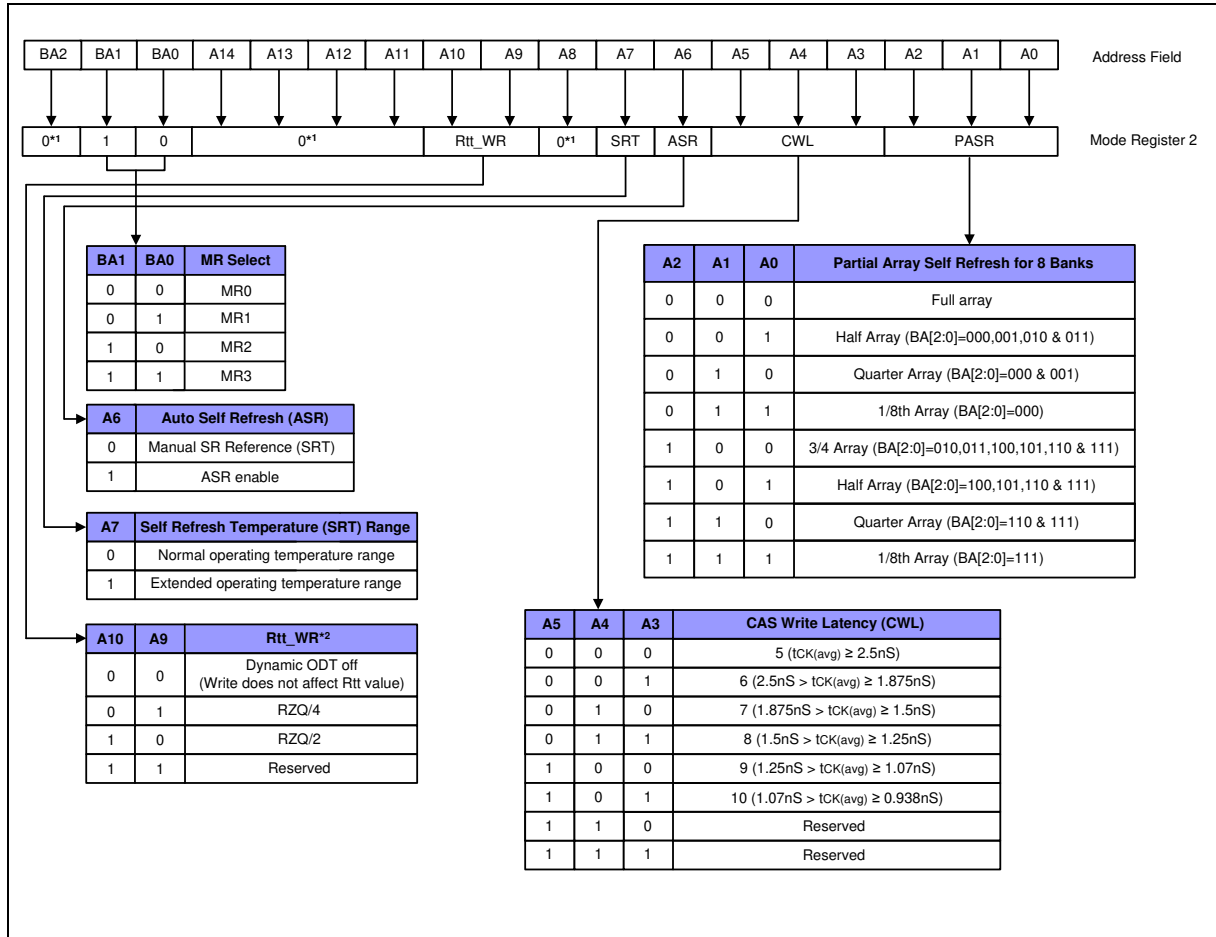 BA2 BA1 BA0 A14 A13 A12 A11 A10 A9 A8 A7 A6 A5 A4 A3 A2 A1 A0 Address Field
0*1 1 0 0*1 Rtt_WR 0*1 SRT ASR CWL PASR Mode Register 2
BA1 BA0 MR Select
0 0 MR0
0 1 MR1
1 0 MR2
1 1 MR3
A6 Auto Self Refresh (ASR)
0 Manual SR Reference (SRT)
1 ASR enable
A7 Self Refresh Temperature (SRT) Range
0 Normal operating temperature range
1 Extended operating temperature range
A10 A9 Rtt_WR*2
0 0 Dynamic ODT off
(Write does not affect Rtt value)
0 1 RZQ/4
1 0 RZQ/2
1 1 Reserved
A2 A1 A0 Partial Array Self Refresh for 8 Banks
0 0 0 Full array
0 0 1 Half Array (BA[2:0]=000,001,010 & 011)
0 1 0 Quarter Array (BA[2:0]=000 & 001)
0 1 1 1/8th Array (BA[2:0]=000)
1 0 0 3/4 Array (BA[2:0]=010,011,100,101,110 & 111)
1 0 1 Half Array (BA[2:0]=100,101,110 & 111)
1 1 0 Quarter Array (BA[2:0]=110 & 111)
1 1 1 1/8th Array (BA[2:0]=111)
A5 A4 A3 CAS Write Latency (CWL)
0 0 0 5 (tCK(avg) ≥ 2.5nS)
0 0 1 6 (2.5nS > tCK(avg) ≥ 1.875nS)
0 1 0 7 (1.875nS > tCK(avg) ≥ 1.5nS)
0 1 1 8 (1.5nS > tCK(avg) ≥ 1.25nS)
1 0 0 9 (1.25nS > tCK(avg) ≥ 1.07nS)
1 0 1 10 (1.07nS > tCK(avg) ≥ 0.938nS)
1 1 0 Reserved
1 1 1 Reserved